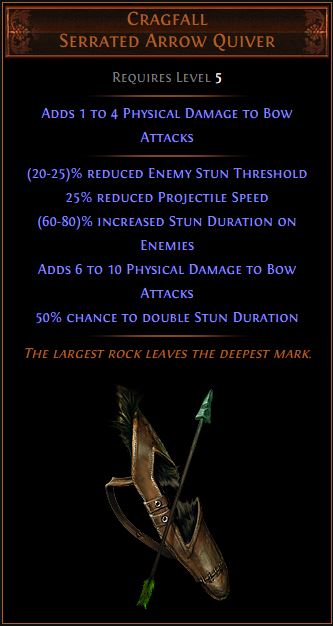 Cragfall
Serrated Arrow Quiver
Requires Level 5
Adds 1 to 4 Physical Damage to Bow
Attacks
(20-25)% reduced Enemy Stun Threshold
25% reduced Projectile Speed
(60-80)% increased Stun Duration on
Enemies
Adds 6 to 10 Physical Damage to Bow
Attacks
50% chance to double Stun Duration
The largest rock leaves the deepest mark.